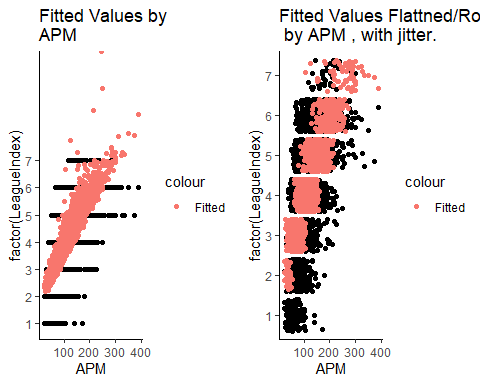 Fitted Values by
APM
factor(LeagueIndex)
7
6
5
4
3
2
1
100 200 300 400
APM
colour
Fitted
Fitted Values Flattned/Ro
by APM , with jitter.
factor(LeagueIndex)
7
6
5
4
3
2
1
100 200 300 400
APM
colour
Fitted